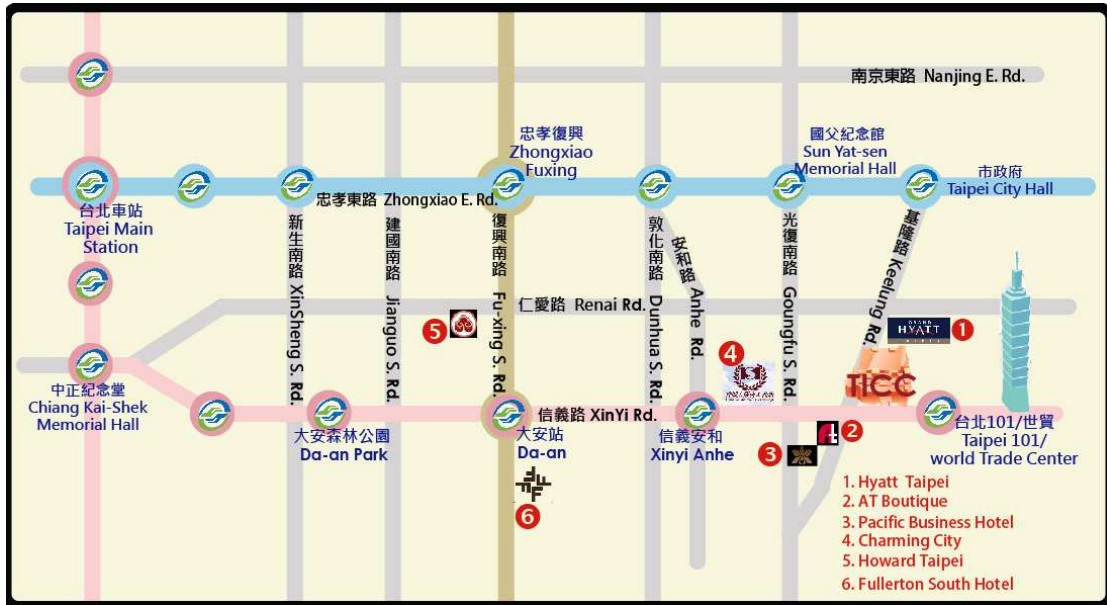 南京東路 Nanjing E. Rd.
忠孝復興
Zhongxiao
Fuxing
國父紀念館
Sun Yat-sen
Memorial Hall
市政府
Taipei City Hall
忠孝東路 Zhongxiao E. Rd.
台北車站
Taipei Main
Station
新生南路 XinSheng S. Rd.
建國南路 Jianguo S. Rd.
復興南路 Fu-xing S. Rd.
敦化南路 Dunhua S. Rd.
安和路 Anhe Rd.
光復南路 Goungfu S. Rd.
基隆路 Keelung Rd.
仁愛路 Renai Rd.
GRAND
HYATT
1
5
4
TICC
中正紀念堂
Chiang Kai-Shek
Memorial Hall
信義路 XinYi Rd.
大安森林公園
Da-an Park
大安站
Da-an
信義安和
Xinyi Anhe
2
3
台北101/世貿
Taipei 101/
world Trade Center
6
1. Hyatt Taipei
2. AT Boutique
3. Pacific Business Hotel
4. Charming City
5. Howard Taipei
6. Fullerton South Hotel